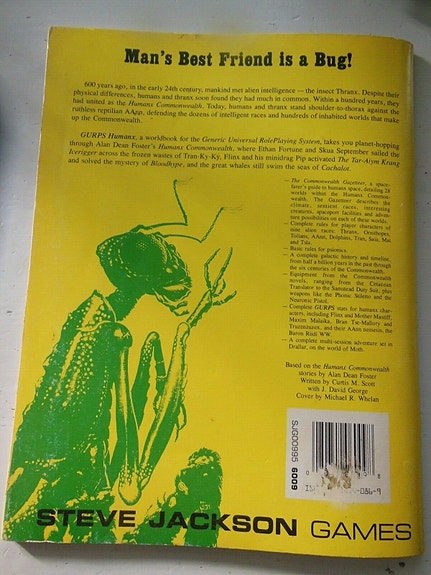 Man's Best Friend is a Bug!
600 years ago, in the early 24th century, mankind met alien intelligence — the insect Thranx. Despite their
physical differences, humans and thranx soon found they had much in common. Within a hundred years, they
had united as the Humanx Commonwealth. Today, humans and thranx stand shoulder-to-thorax against the
ruthless reptilian AAnn, defending the dozens of intelligent races and hundreds of inhabited worlds that make
up the Commonwealth.
GURPS Humanx, a worldbook for the Generic Universal RolePlaying System, takes you planet-hopping
through Alan Dean Foster's Humanx Commonwealth, where Ethan Fortune and Skua September sailed the
Icerigger across the frozen wastes of Tran-Ky-Ky, Flinx and his minidrag Pip activated The Tar-Aiym Krang
and solved the mystery of Bloodhype, and the great whales still swim the seas of Cachalot.
— The Commonwealth Gazetteer, a space-
farer's guide to humanx space, detailing 28
worlds within the Humanx Common-
wealth. The Gazetteer describes the
climate, sentient races, interesting
creatures, spaceport facilities and adven-
ture possibilities on each of these worlds.
— Complete rules for player characters of
nine alien races: Thranx, Ornithopes,
Tolians, AAnn, Dolphins, Tran, Saia, Mai
and Tile.
— Basic rules for psionics.
— A complete galactic history and timeline,
from half a billion years in the past through
the six centuries of the Commonwealth.
— Equipment from the Commonwealth
novels, ranging from the Cetacean
Translator to the Sunstead Duty Suit, plus
weapons like the Phonic Stiletto and the
Neuronic Pistol.
— Complete GURPS stats for humanx char-
acters, including Flinx and Mother Mastiff,
Maxim Malaika, Bran Tse-Mallory and
Truzenzuzex, and their AAnn nemesis, the
Baron Riidi WW.
— A complete multi-session adventure set in
Drallar, on the world of Moth.
Based on the Humanx Commonwealth
stories by Alan Dean Foster
Written by Curtis M. Scott
with J. David George
Cover by Michael R. Whelan
SJG00995 6009
0
8
-086-9
STEVE JACKSON GAMES